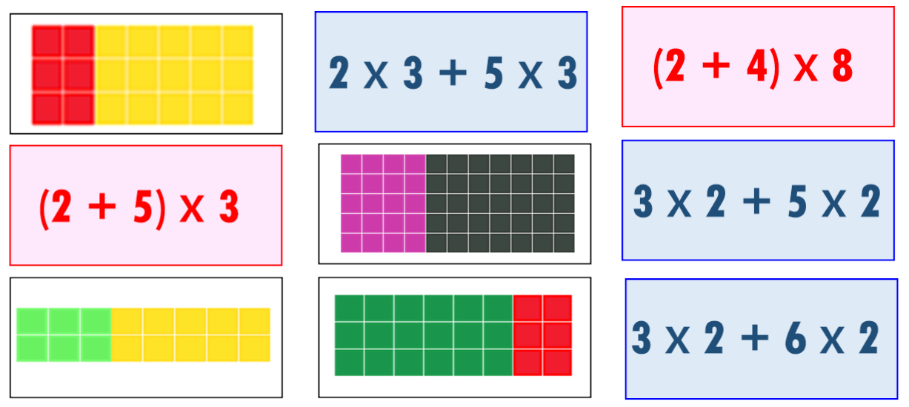 2 x 3 + 5 x 3
(2 + 4) x 8
(2 + 5) x 3
3 x 2 + 5 x 2
3 x 2 + 6 x 2